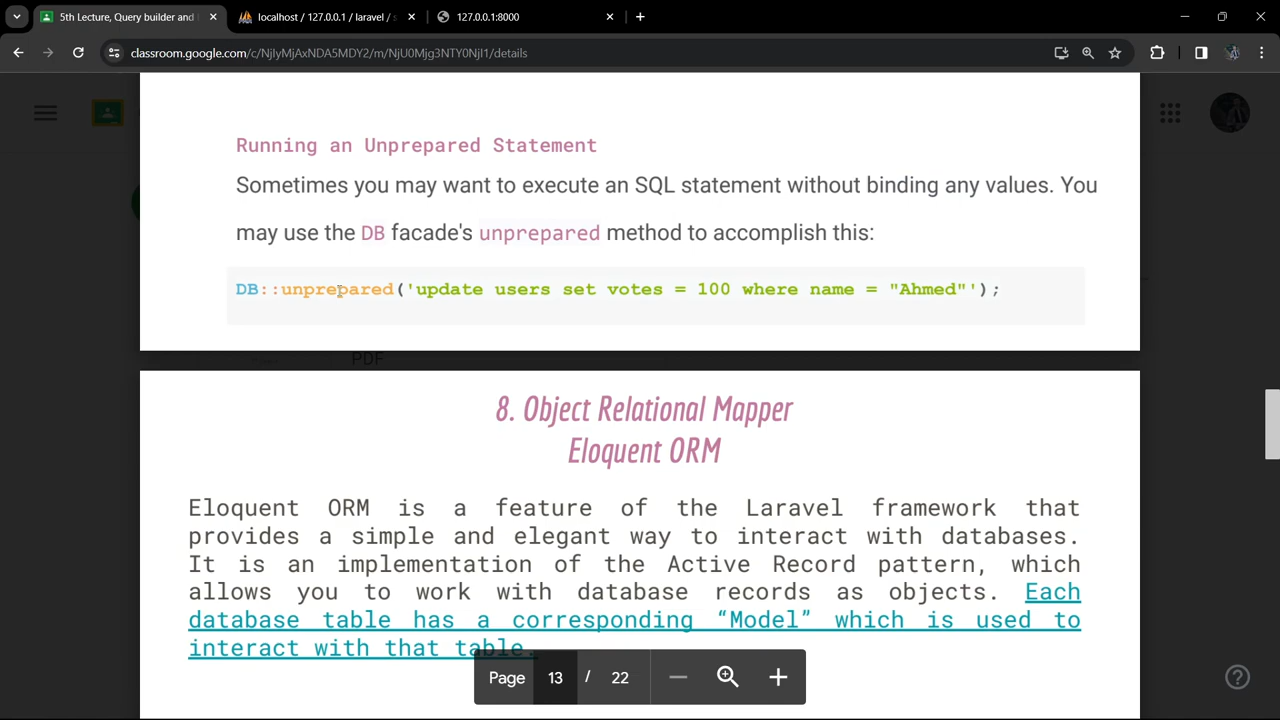 5th Lecture, Query builder and
localhost / 127.0.0.1 / laravel / s
127.0.0.1:8000
classroom.google.com/c/NjIyMjAxNDA5MDY2/m/NjU0Mjg3NTY0NjI1/details
Running an Unprepared Statement
Sometimes you may want to execute an SQL statement without binding any values. You
may use the DB facade's unprepared method to accomplish this:
DB::unprepared('update users set votes = 100 where name = "Ahmed"');
PDF
8. Object Relational Mapper
Eloquent ORM
Eloquent ORM is a feature of the Laravel framework that
provides a simple and elegant way to interact with databases.
It is an implementation of the Active Record pattern, which
allows you to work with database records as objects. Each
database table has a corresponding “Model” which is used to
interact with that table.
Page 13 / 22